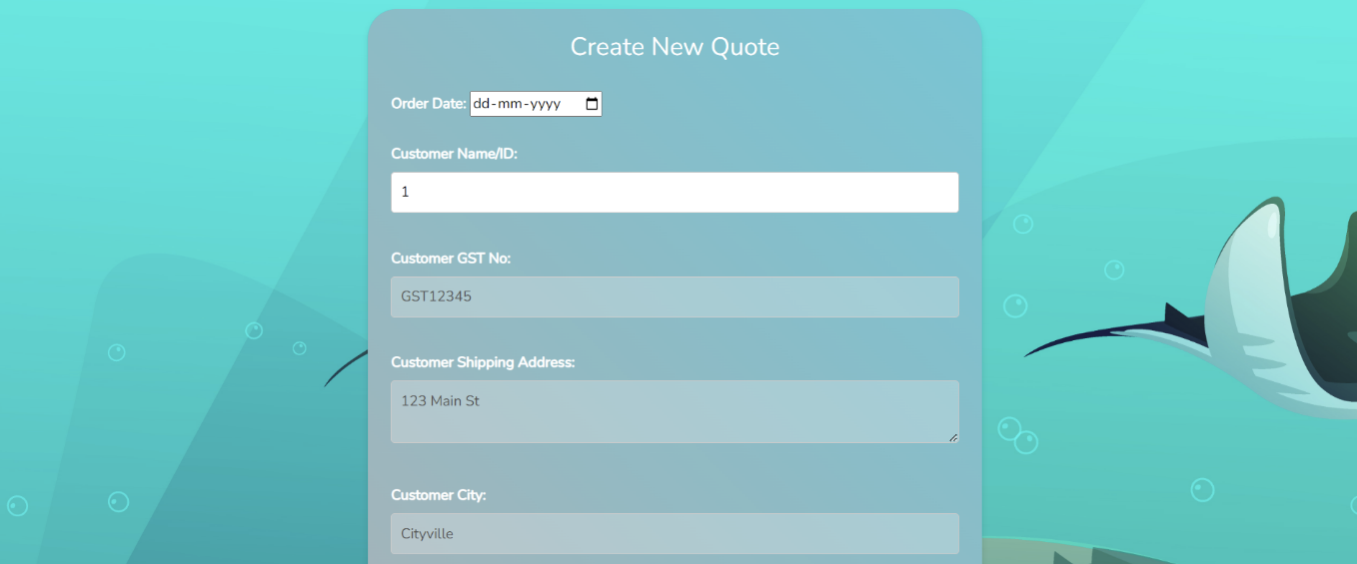 Create New Quote
Order Date: dd-mm-yyyy
Customer Name/ID:
1
Customer GST No:
GST12345
Customer Shipping Address:
123 Main St
Customer City:
Cityville